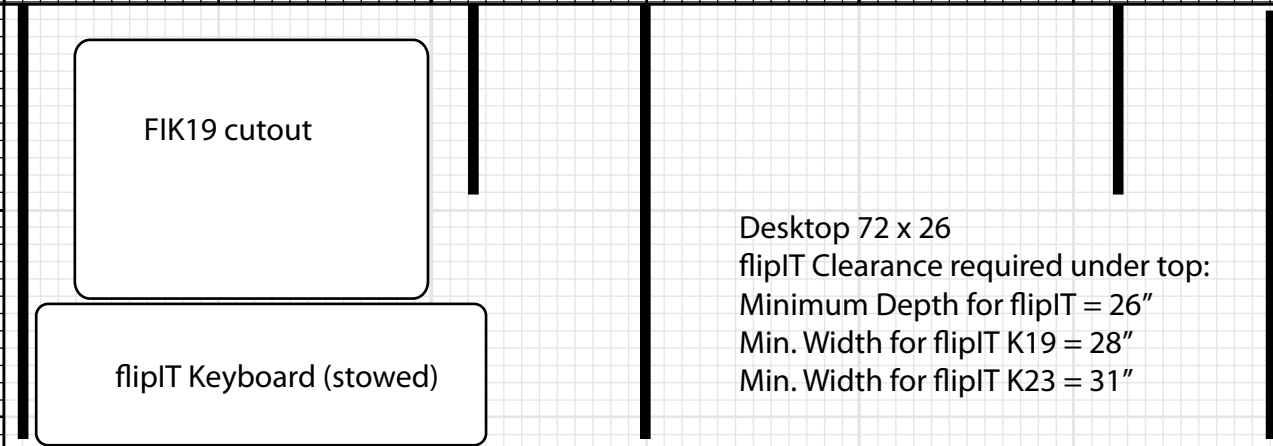 FIK19 cutout
Desktop 72 x 26
flipIT Clearance required under top:
Minimum Depth for flipIT = 26”
Min. Width for flipIT K19 = 28”
Min. Width for flipIT K23 = 31”
flipIT Keyboard (stowed)